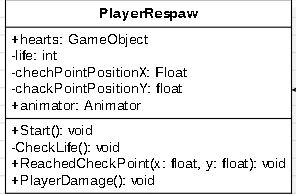 PlayerRespaw
+hearts: GameObject
-life: int
-chechPointPositionX: Float
-chackPointPositionY: float
+animator: Animator
+Start(): void
-CheckLife(): void
+ReachedCheckPoint(x: float, y: float): void
+PlayerDamage(): void